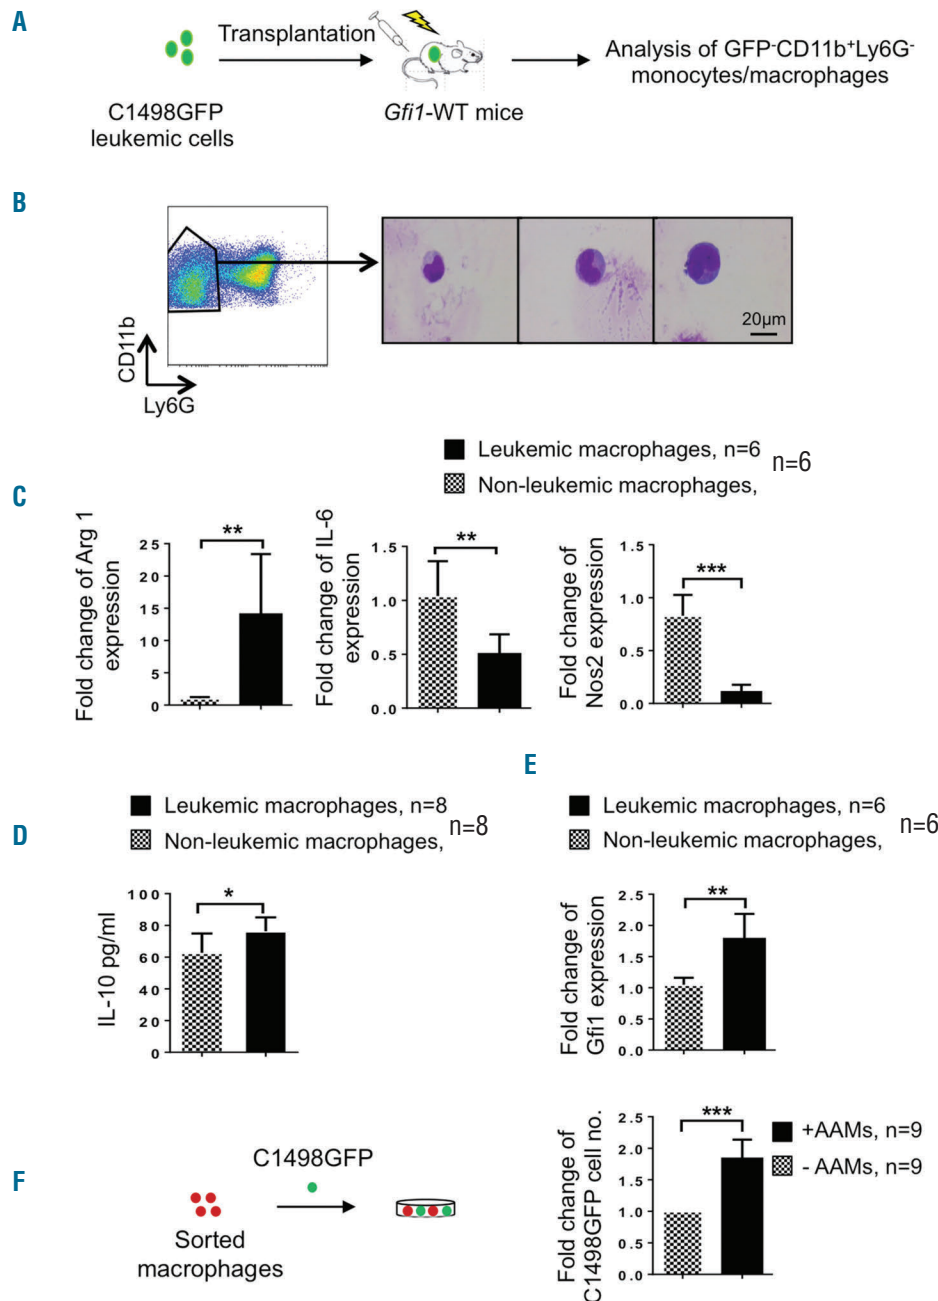 A
Transplantation
C1498GFP
leukemic cells
Gfi1-WT mice
Analysis of GFP⁻CD11b⁺Ly6G⁻
monocytes/macrophages
B
CD11b
Ly6G
20µm
Leukemic macrophages, n=6
Non-leukemic macrophages,
n=6
C
Fold change of Arg 1
expression
25
20
15
10
5
0
**
Fold change of IL-6
expression
1.5
1.0
0.5
0.0
**
Fold change of
Nos2 expression
1.5
1.0
0.5
0.0
***
D
Leukemic macrophages, n=8
Non-leukemic macrophages,
n=8
IL-10 pg/ml
100
80
60
40
20
0
*
E
Leukemic macrophages, n=6
Non-leukemic macrophages,
n=6
Fold change of
Gfi1 expression
2.5
2.0
1.5
1.0
0.5
0.0
**
F
C1498GFP
Sorted
macrophages
Fold change of
C1498GFP cell no.
2.5
2.0
1.5
1.0
0.5
0.0
***
+AAMs, n=9
- AAMs, n=9